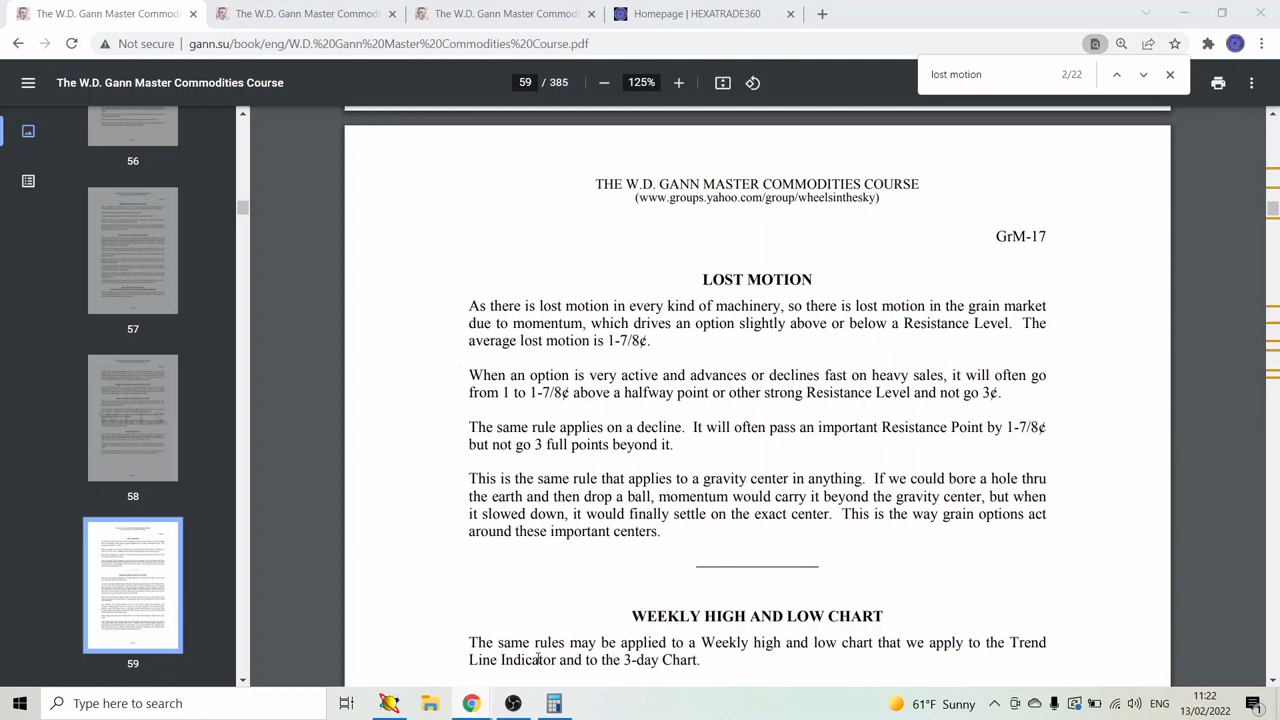 The W.D. Gann Master Commodi
The W.D. Gann Master Commodi
The W.D. Gann Master Commodi
Homepage | HEXATRADE360
Not secure
gann.su/book/eng/W.D.%20Gann%20Master%20Commodities%20Course.pdf
lost motion
2/22
The W.D. Gann Master Commodities Course
59 / 385
125%
56
57
58
59
THE W.D. GANN MASTER COMMODITIES COURSE
(www.groups.yahoo.com/group/wheelsinthesky)
GrM-17
LOST MOTION
As there is lost motion in every kind of machinery, so there is lost motion in the grain market
due to momentum, which drives an option slightly above or below a Resistance Level. The
average lost motion is 1-7/8¢.
When an option is very active and advances or declines fast on heavy sales, it will often go
from 1 to 1-7/8¢ above a halfway point or other strong Resistance Level and not go 3¢.
The same rule applies on a decline. It will often pass an important Resistance Point by 1-7/8¢
but not go 3 full points beyond it.
This is the same rule that applies to a gravity center in anything. If we could bore a hole thru
the earth and then drop a ball, momentum would carry it beyond the gravity center, but when
it slowed down, it would finally settle on the exact center. This is the way grain options act
around these important centers.
WEEKLY HIGH AND LOW CHART
The same rules may be applied to a Weekly high and low chart that we apply to the Trend
Line Indicator and to the 3-day Chart.
Type here to search
61°F Sunny
11:22
13/02/2022
1